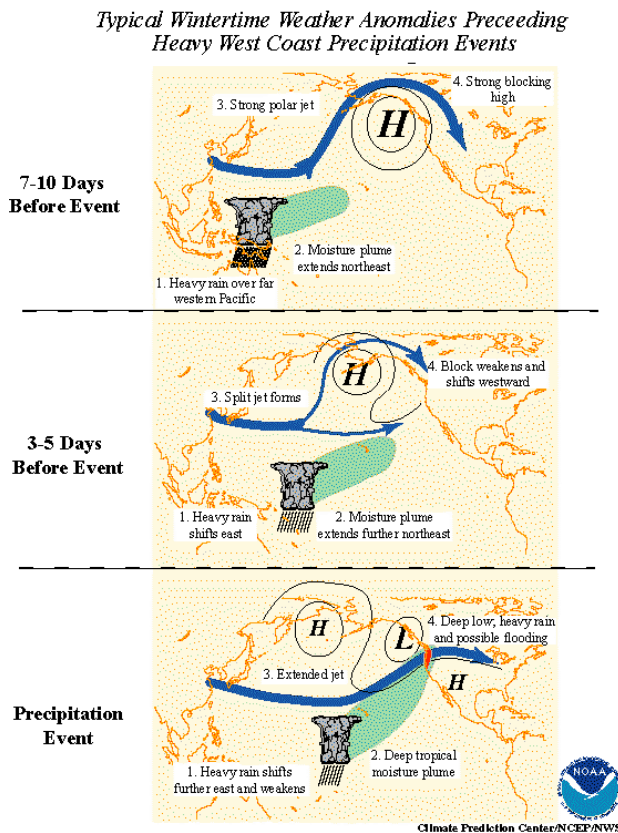 Typical Wintertime Weather Anomalies Preceeding
Heavy West Coast Precipitation Events
7-10 Days
Before Event
3. Strong polar jet
4. Strong blocking
high
H
2. Moisture plume
extends northeast
1. Heavy rain over far
western Pacific
3-5 Days
Before Event
3. Split jet forms
H
4. Block weakens and
shifts westward
1. Heavy rain
shifts east
2. Moisture plume
extends further northeast
Precipitation
Event
H
L
4. Deep low, heavy rain
and possible flooding
3. Extended jet
H
2. Deep tropical
moisture plume
1. Heavy rain shifts
further east and weakens
NOAA
Climate Prediction Center/NCEP/NWS